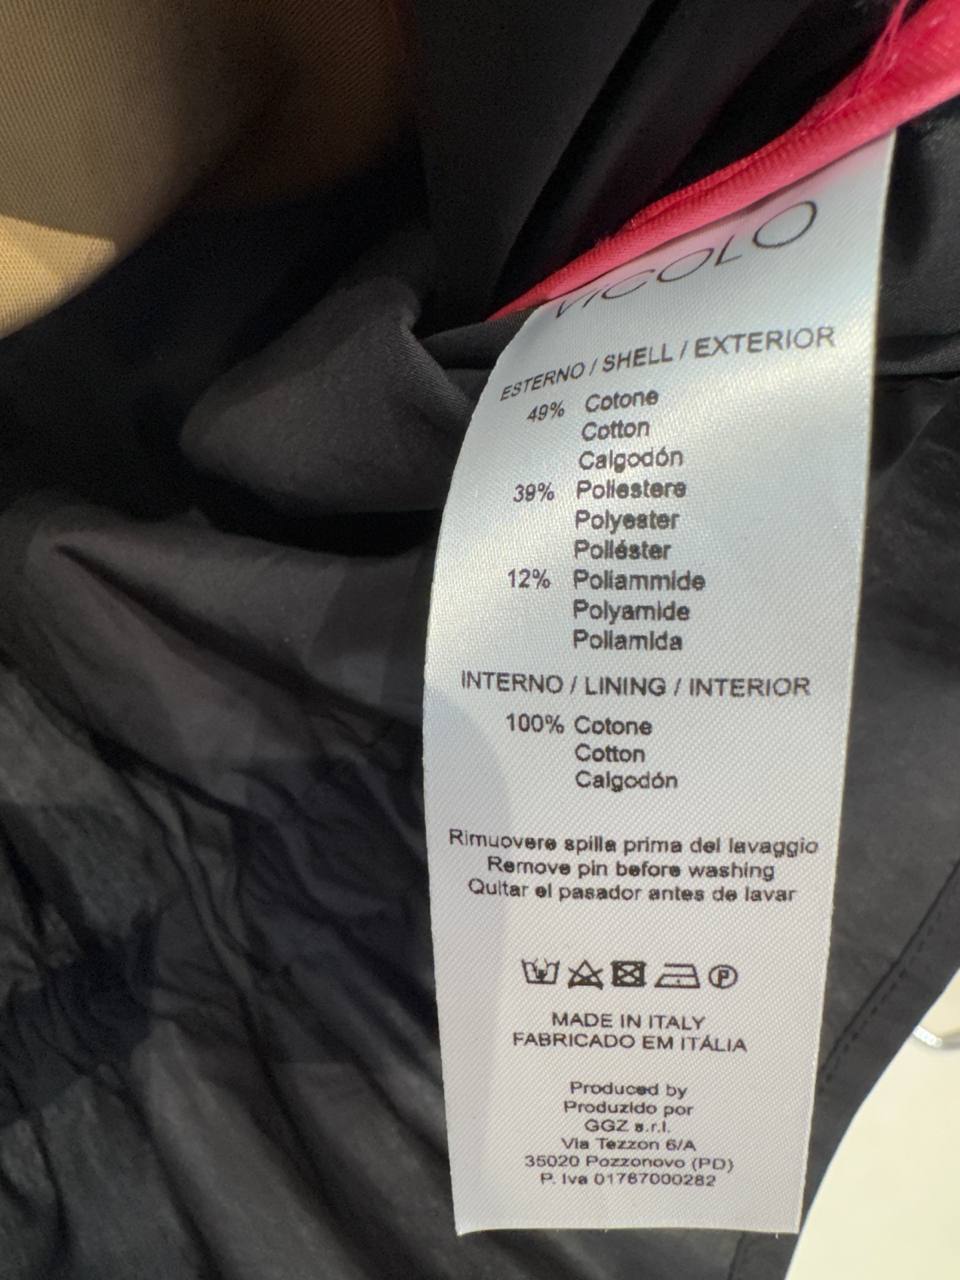 VICOLO
ESTERNO / SHELL / EXTERIOR
49% Cotone
Cotton
Calgodón
39% Poliestere
Polyester
Poliéster
12% Poliammide
Polyamide
Poliamida
INTERNO / LINING / INTERIOR
100% Cotone
Cotton
Calgodón
Rimuovere spilla prima del lavaggio
Remove pin before washing
Quitar el pasador antes de lavar
P
MADE IN ITALY
FABRICADO EM ITÁLIA
Produced by
Produzido por
GGZ s.r.l.
Via Tezzon 6/A
35020 Pozzonovo (PD)
P. Iva 01767000282